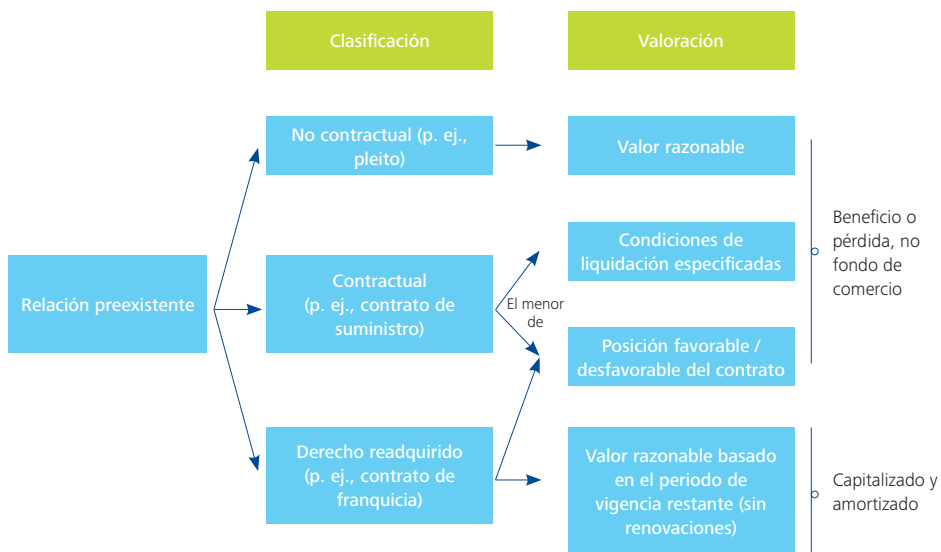 Clasificación
Valoración
No contractual (p. ej.,
pleito)
Valor razonable
Relación preexistente
Contractual
(p. ej., contrato de
suministro)
El menor
de
Condiciones de
liquidación especificadas
Posición favorable /
desfavorable del contrato
Beneficio o
pérdida, no
fondo de
comercio
Derecho readquirido
(p. ej., contrato de
franquicia)
Valor razonable basado
en el periodo de
vigencia restante (sin
renovaciones)
Capitalizado y
amortizado